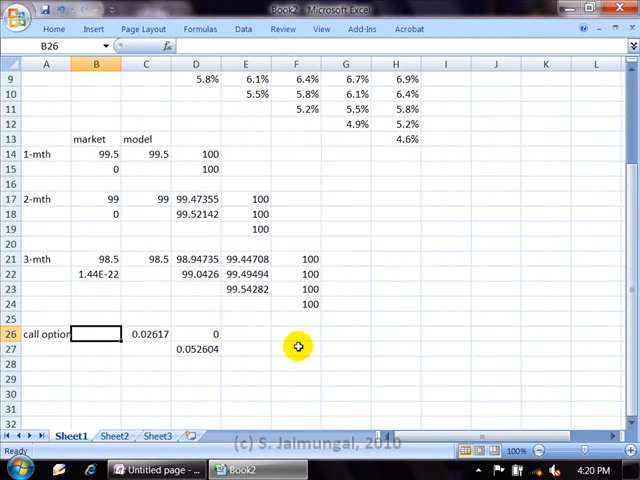 Book2 - Microsoft Excel
Home Insert Page Layout Formulas Data Review View Add-Ins Acrobat
B26 fx
A B C D E F G H I J K L
9 5.8% 6.1% 6.4% 6.7% 6.9%
10 5.5% 5.8% 6.1% 6.4%
11 5.2% 5.5% 5.8%
12 4.9% 5.2%
13 market model 4.6%
14 1-mth 99.5 99.5 100
15 0 100
16
17 2-mth 99 99 99.47355 100
18 0 99.52142 100
19 100
20
21 3-mth 98.5 98.5 98.94735 99.44708 100
22 1.44E-22 99.0426 99.49494 100
23 99.54282 100
24 100
25
26 call option 0.02617 0
27 0.052604
28
29
30
31
32
Sheet1 Sheet2 Sheet3
(c) S. Jaimungal, 2010
Ready 100%
Untitled page - ... Book2 4:20 PM